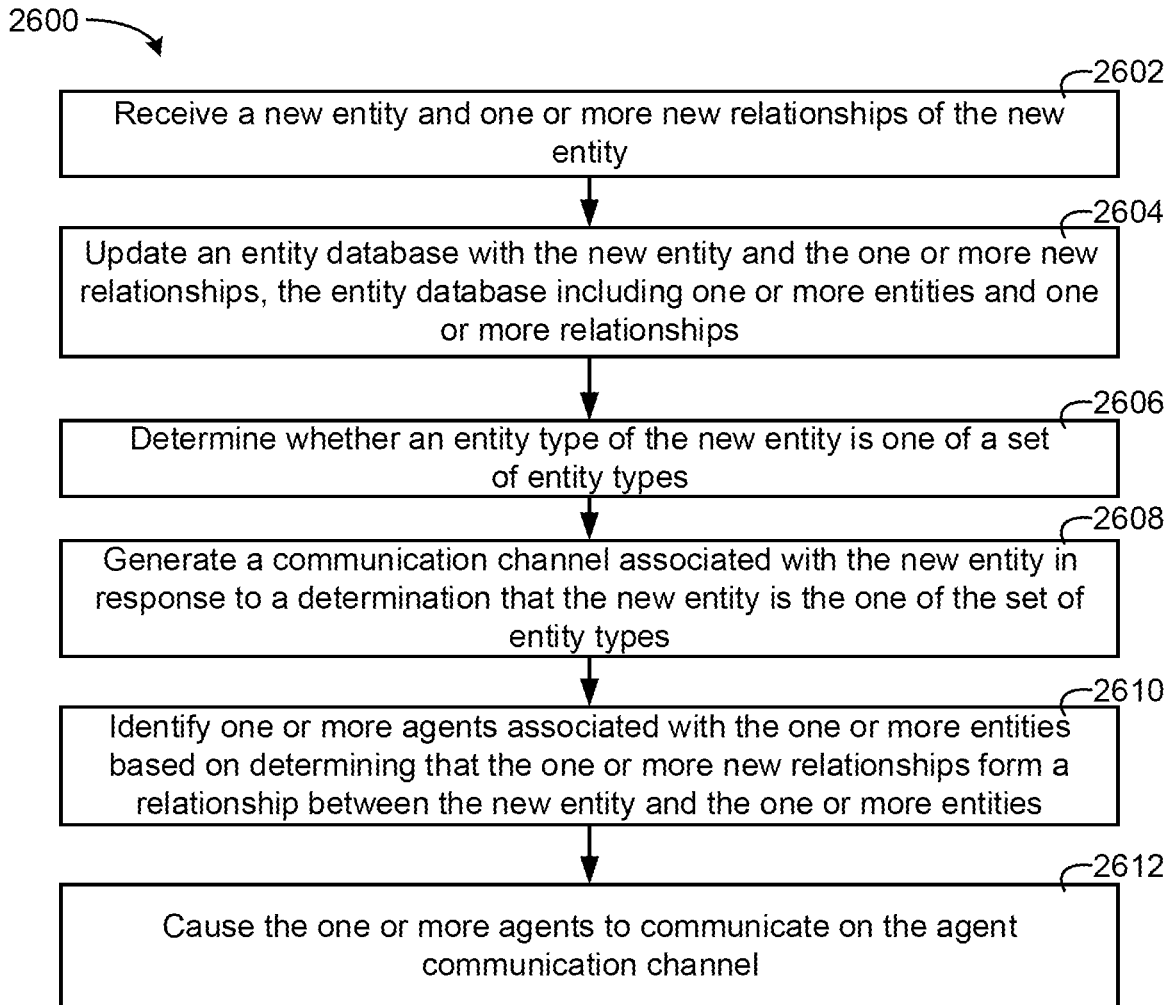 2600
2602
Receive a new entity and one or more new relationships of the new
entity
2604
Update an entity database with the new entity and the one or more new
relationships, the entity database including one or more entities and one
or more relationships
2606
Determine whether an entity type of the new entity is one of a set
of entity types
2608
Generate a communication channel associated with the new entity in
response to a determination that the new entity is the one of the set of
entity types
2610
Identify one or more agents associated with the one or more entities
based on determining that the one or more new relationships form a
relationship between the new entity and the one or more entities
2612
Cause the one or more agents to communicate on the agent
communication channel